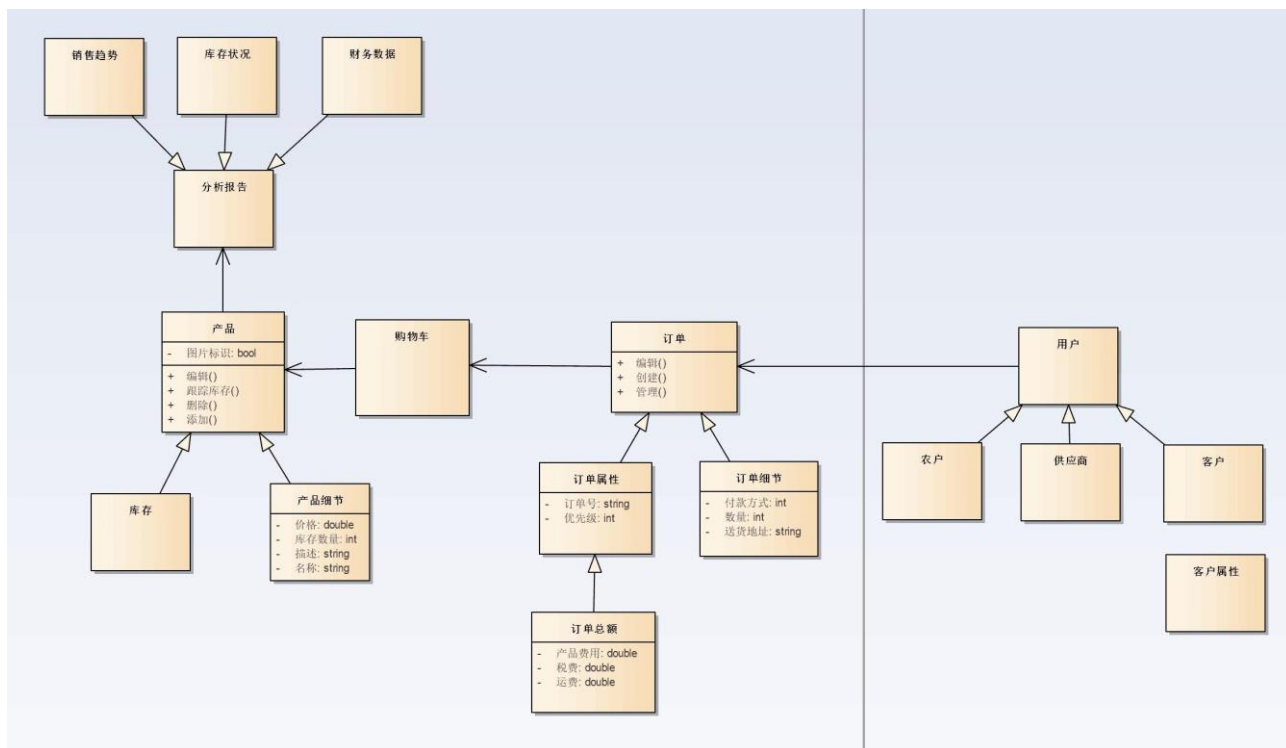 销售趋势
库存状况
财务数据
分析报告
产品
- 图片标识: bool
+ 编辑()
+ 跟踪库存()
+ 删除()
+ 添加()
购物车
订单
+ 编辑()
+ 创建()
+ 管理()
用户
库存
产品细节
- 价格: double
- 库存数量: int
- 描述: string
- 名称: string
订单属性
- 订单号: string
- 优先级: int
订单细节
- 付款方式: int
- 数量: int
- 送货地址: string
农户
供应商
客户
订单总额
- 产品费用: double
- 税费: double
- 运费: double
客户属性